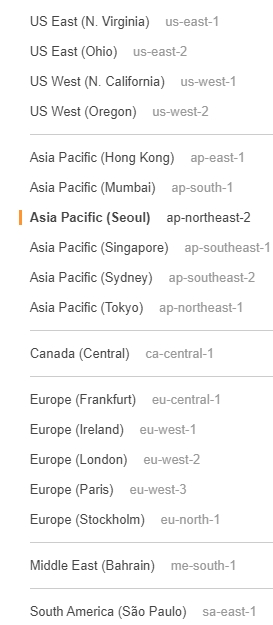 US East (N. Virginia) us-east-1
US East (Ohio) us-east-2
US West (N. California) us-west-1
US West (Oregon) us-west-2
Asia Pacific (Hong Kong) ap-east-1
Asia Pacific (Mumbai) ap-south-1
Asia Pacific (Seoul) ap-northeast-2
Asia Pacific (Singapore) ap-southeast-1
Asia Pacific (Sydney) ap-southeast-2
Asia Pacific (Tokyo) ap-northeast-1
Canada (Central) ca-central-1
Europe (Frankfurt) eu-central-1
Europe (Ireland) eu-west-1
Europe (London) eu-west-2
Europe (Paris) eu-west-3
Europe (Stockholm) eu-north-1
Middle East (Bahrain) me-south-1
South America (São Paulo) sa-east-1